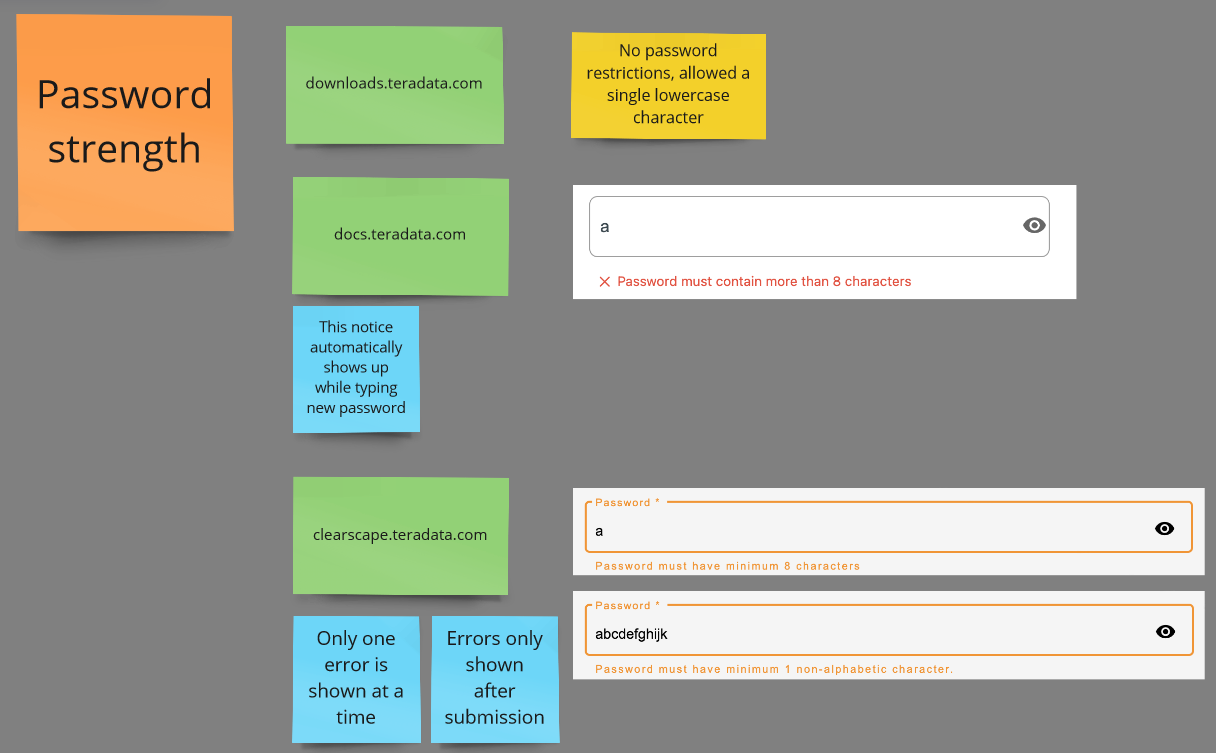 Password
strength
downloads.teradata.com
No password
restrictions, allowed a
single lowercase
character
docs.teradata.com
a
Password must contain more than 8 characters
This notice
automatically
shows up
while typing
new password
clearscape.teradata.com
Password *
a
Password must have minimum 8 characters
Password *
abcdefghijk
Password must have minimum 1 non-alphabetic character.
Only one
error is
shown at a
time
Errors only
shown
after
submission